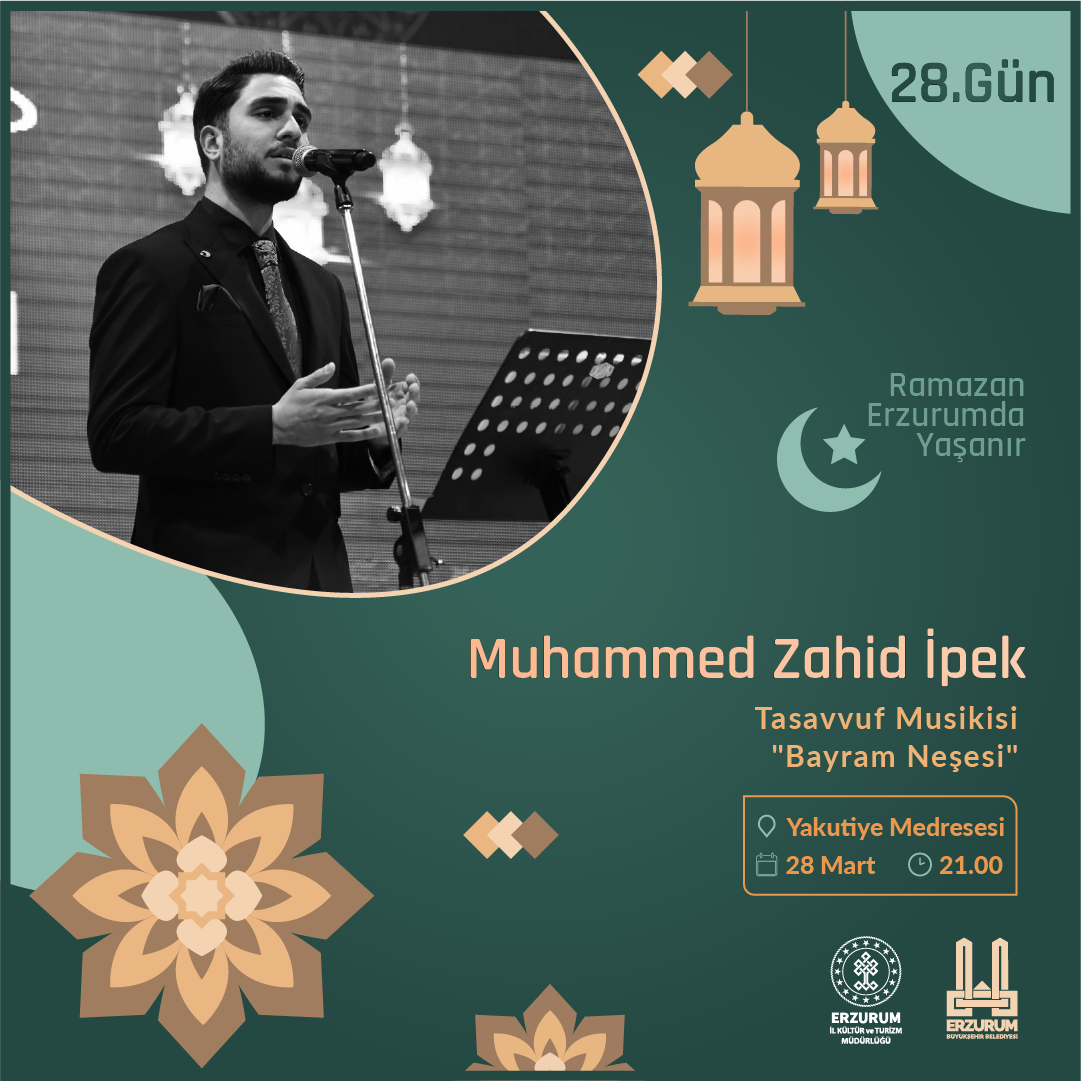 28.Gün
Ramazan
Erzurumda
Yaşanır
Muhammed Zahid İpek
Tasavvuf Musikisi
"Bayram Neşesi"
Yakutiye Medresesi
28 Mart
21.00
ERZURUM
İL KÜLTÜR ve TURİZM
MÜDÜRLÜĞÜ
ERZURUM
BÜYÜKŞEHİR BELEDİYESİ